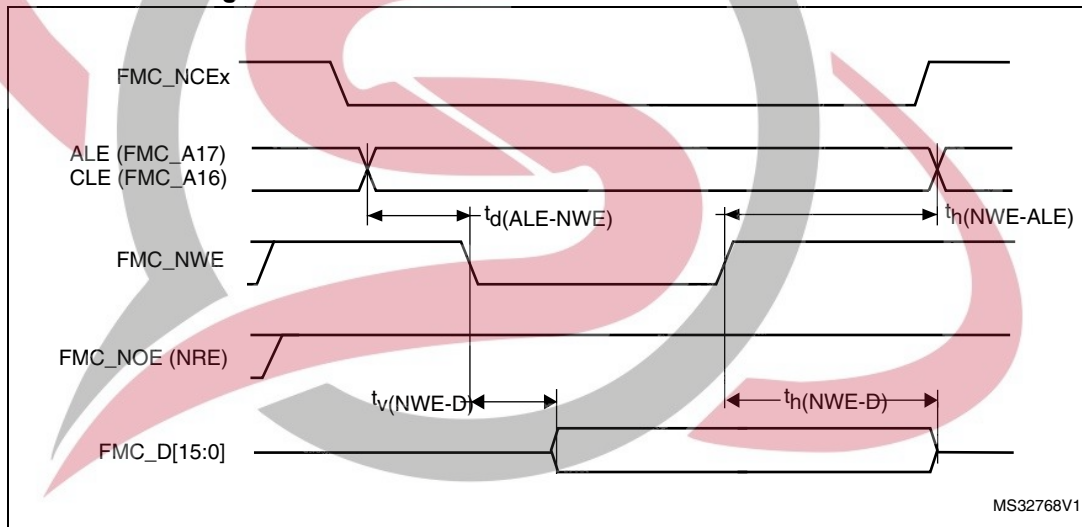 FMC_NCEx
ALE (FMC_A17)
CLE (FMC_A16)
td(ALE-NWE)
th(NWE-ALE)
FMC_NWE
FMC_NOE (NRE)
tv(NWE-D)
th(NWE-D)
FMC_D[15:0]
MS32768V1